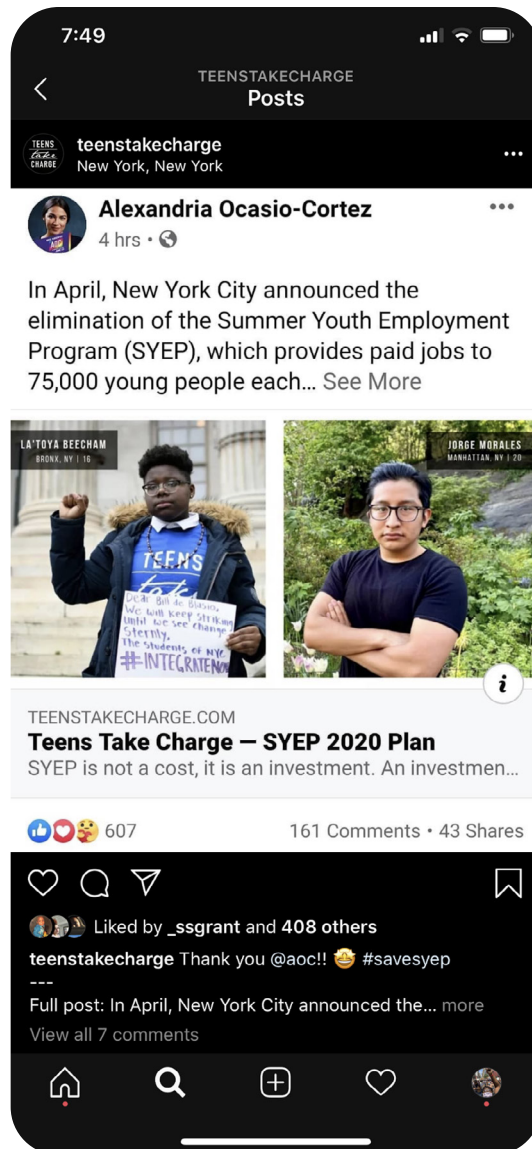 7:49
TEENSTAKECHARGE
Posts
TEENS
take
CHARGE
teenstakecharge
New York, New York
Alexandria Ocasio-Cortez
4 hrs •
In April, New York City announced the
elimination of the Summer Youth Employment
Program (SYEP), which provides paid jobs to
75,000 young people each... See More
LA'TOYA BEECHAM
BRONX, NY | 16
JORGE MORALES
MANHATTAN, NY | 20
TEENS
take
Dear Bill de Blasio,
We will keep striking
until we see change
Sternly,
The students of NYC
#INTEGRATENOW
i
TEENSTAKECHARGE.COM
Teens Take Charge — SYEP 2020 Plan
SYEP is not a cost, it is an investment. An investmen...
607
161 Comments • 43 Shares
Liked by _ssgrant and 408 others
teenstakecharge Thank you @aoc!! 🤩 #savesyep
---
Full post: In April, New York City announced the... more
View all 7 comments